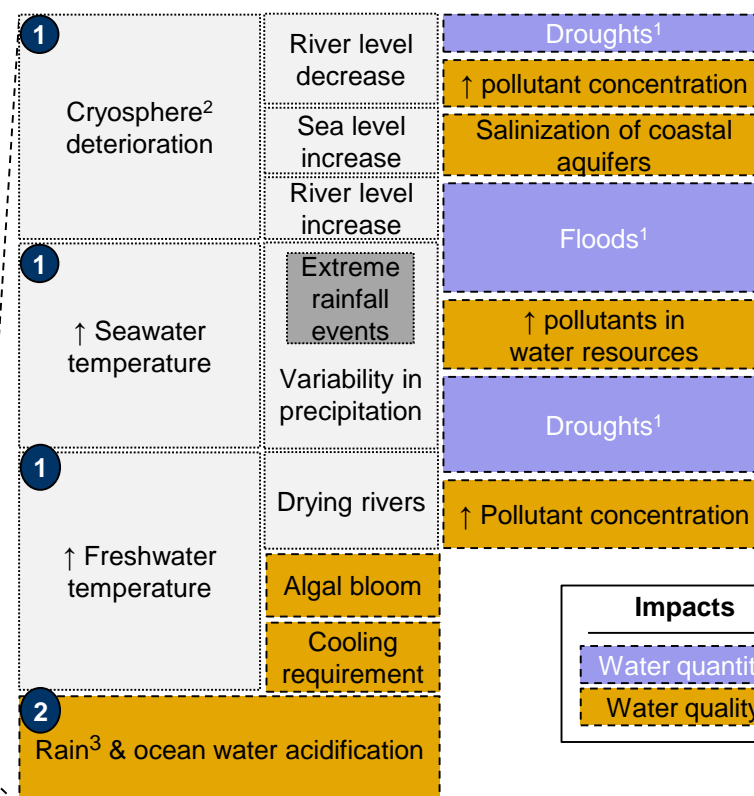 1
Cryosphere²
deterioration
River level
decrease
Droughts¹
↑ pollutant concentration
Sea level
increase
Salinization of coastal
aquifers
River level
increase
Floods¹
1
↑ Seawater
temperature
Extreme
rainfall
events
Variability in
precipitation
↑ pollutants in
water resources
Droughts¹
1
↑ Freshwater
temperature
Drying rivers
↑ Pollutant concentration
Algal bloom
Cooling
requirement
2
Rain³ & ocean water acidification
Impacts
Water quantit
Water quality